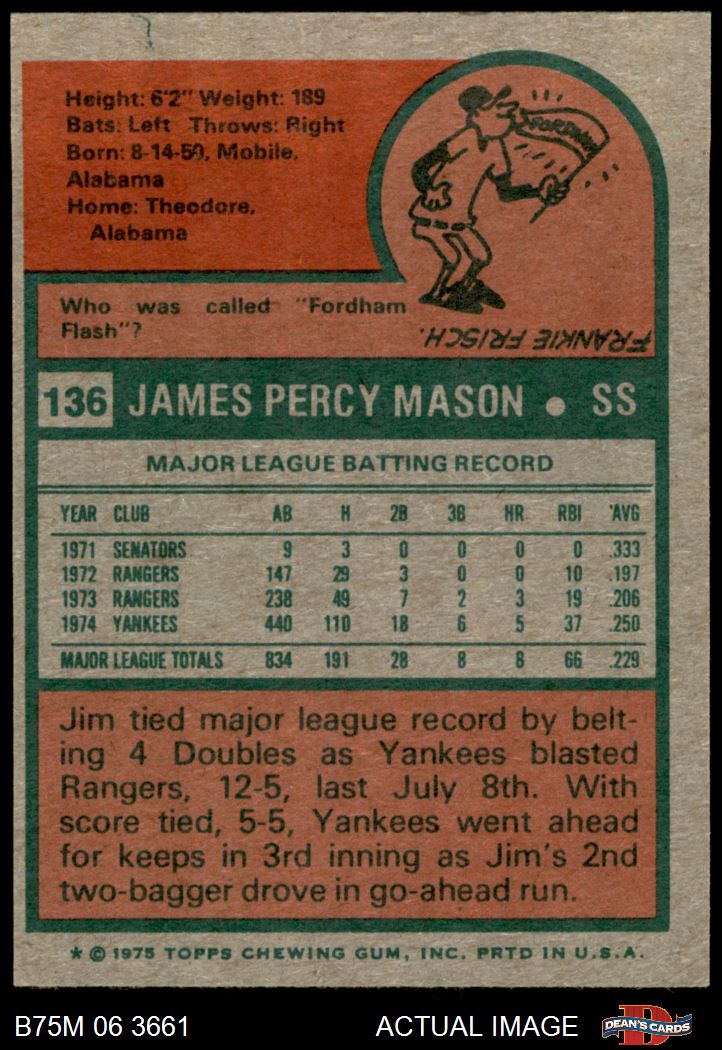 Height: 6'2" Weight: 189
Bats: Left Throws: Right
Born: 8-14-50, Mobile,
Alabama
Home: Theodore,
Alabama
FORDHAM
Who was called "Fordham
Flash"?
FRANKIE FRISCH.
136 JAMES PERCY MASON ● SS
MAJOR LEAGUE BATTING RECORD
YEAR CLUB AB H 2B 3B HR RBI AVG
1971 SENATORS 9 3 0 0 0 0 .333
1972 RANGERS 147 29 3 0 0 10 .197
1973 RANGERS 238 49 7 2 3 19 .206
1974 YANKEES 440 110 18 6 5 37 .250
MAJOR LEAGUE TOTALS 834 191 28 8 8 66 .229
Jim tied major league record by belt-
ing 4 Doubles as Yankees blasted
Rangers, 12-5, last July 8th. With
score tied, 5-5, Yankees went ahead
for keeps in 3rd inning as Jim's 2nd
two-bagger drove in go-ahead run.
* © 1975 TOPPS CHEWING GUM, INC. PRTD IN U.S.A.
B75M 06 3661 ACTUAL IMAGE D DEAN'S CARDS